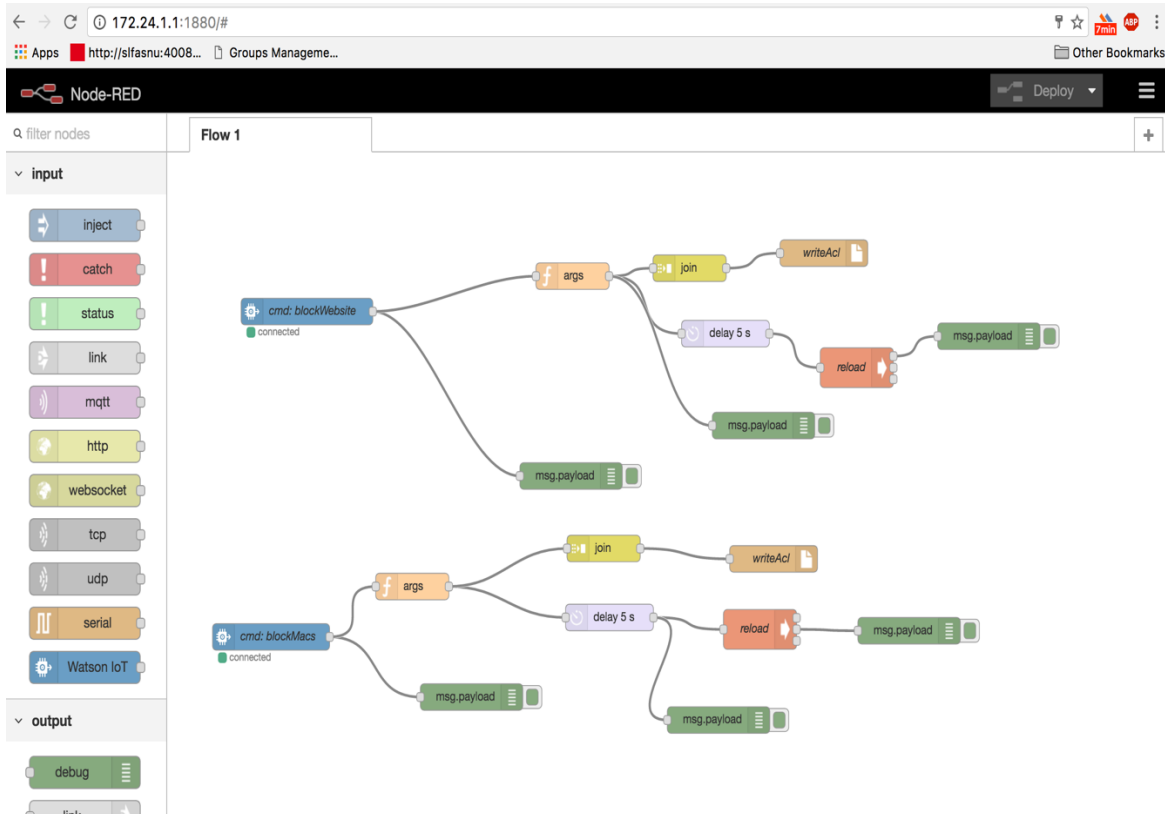 172.24.1.1:1880/#
7min
ABP
Apps
http://slfasnu:4008...
Groups Manageme...
Other Bookmarks
Node-RED
Deploy
filter nodes
Flow 1
+
input
inject
catch
status
link
mqtt
http
websocket
tcp
udp
serial
Watson IoT
output
debug
link
cmd: blockWebsite
connected
args
join
writeAcl
delay 5 s
reload
msg.payload
msg.payload
msg.payload
cmd: blockMacs
connected
args
join
writeAcl
delay 5 s
reload
msg.payload
msg.payload
msg.payload